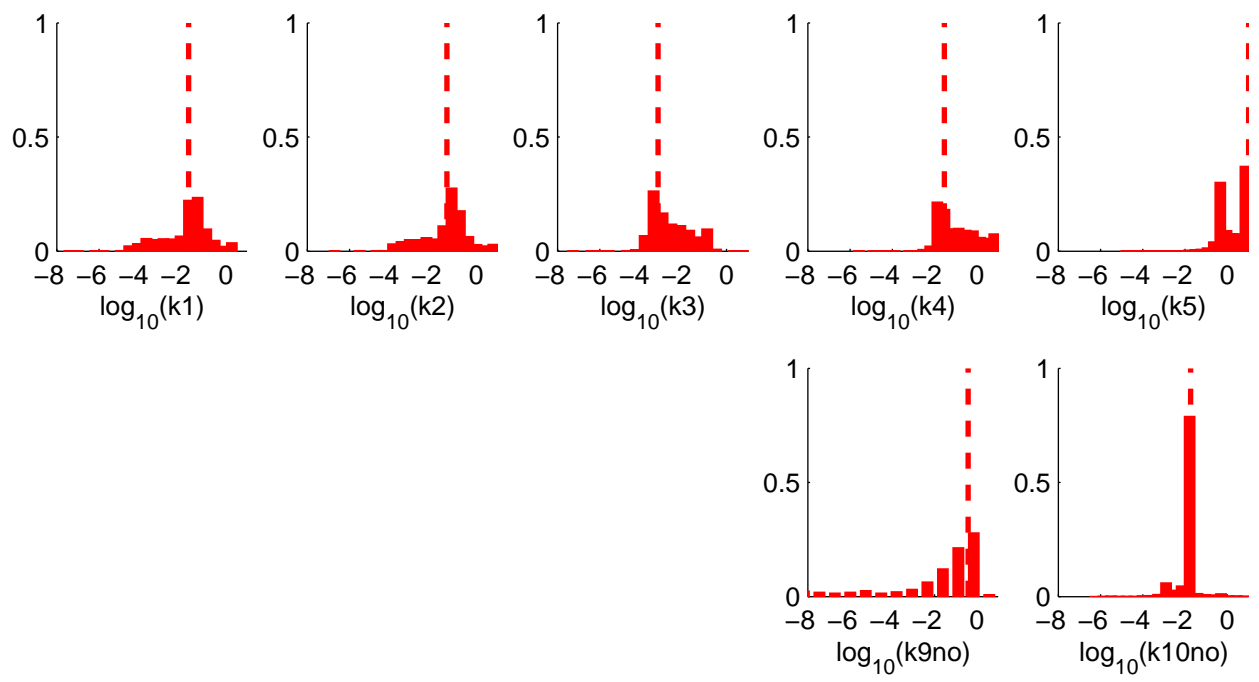 1 1 1 1 1
0.5 0.5 0.5 0.5 0.5
0 0 0 0 0
−8 −6 −4 −2 0 −8 −6 −4 −2 0 −8 −6 −4 −2 0 −8 −6 −4 −2 0 −8 −6 −4 −2 0
log10(k1) log10(k2) log10(k3) log10(k4) log10(k5)
1 1
0.5 0.5
0 0
−8 −6 −4 −2 0 −8 −6 −4 −2 0
log10(k9no) log10(k10no)